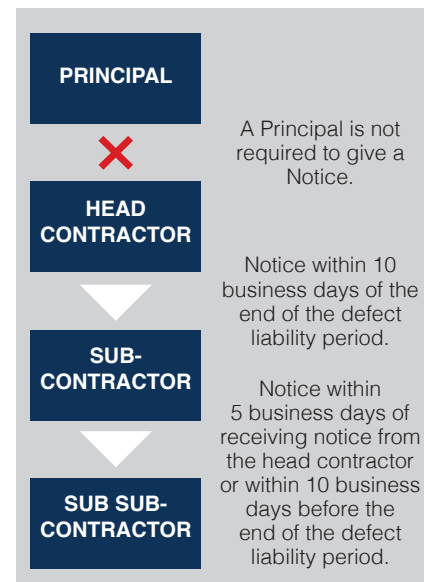 PRINCIPAL
A Principal is not
required to give a
Notice.
HEAD
CONTRACTOR
Notice within 10
business days of the
end of the defect
liability period.
SUB-
CONTRACTOR
Notice within
5 business days of
receiving notice from
the head contractor
or within 10 business
days before the
end of the defect
liability period.
SUB SUB-
CONTRACTOR